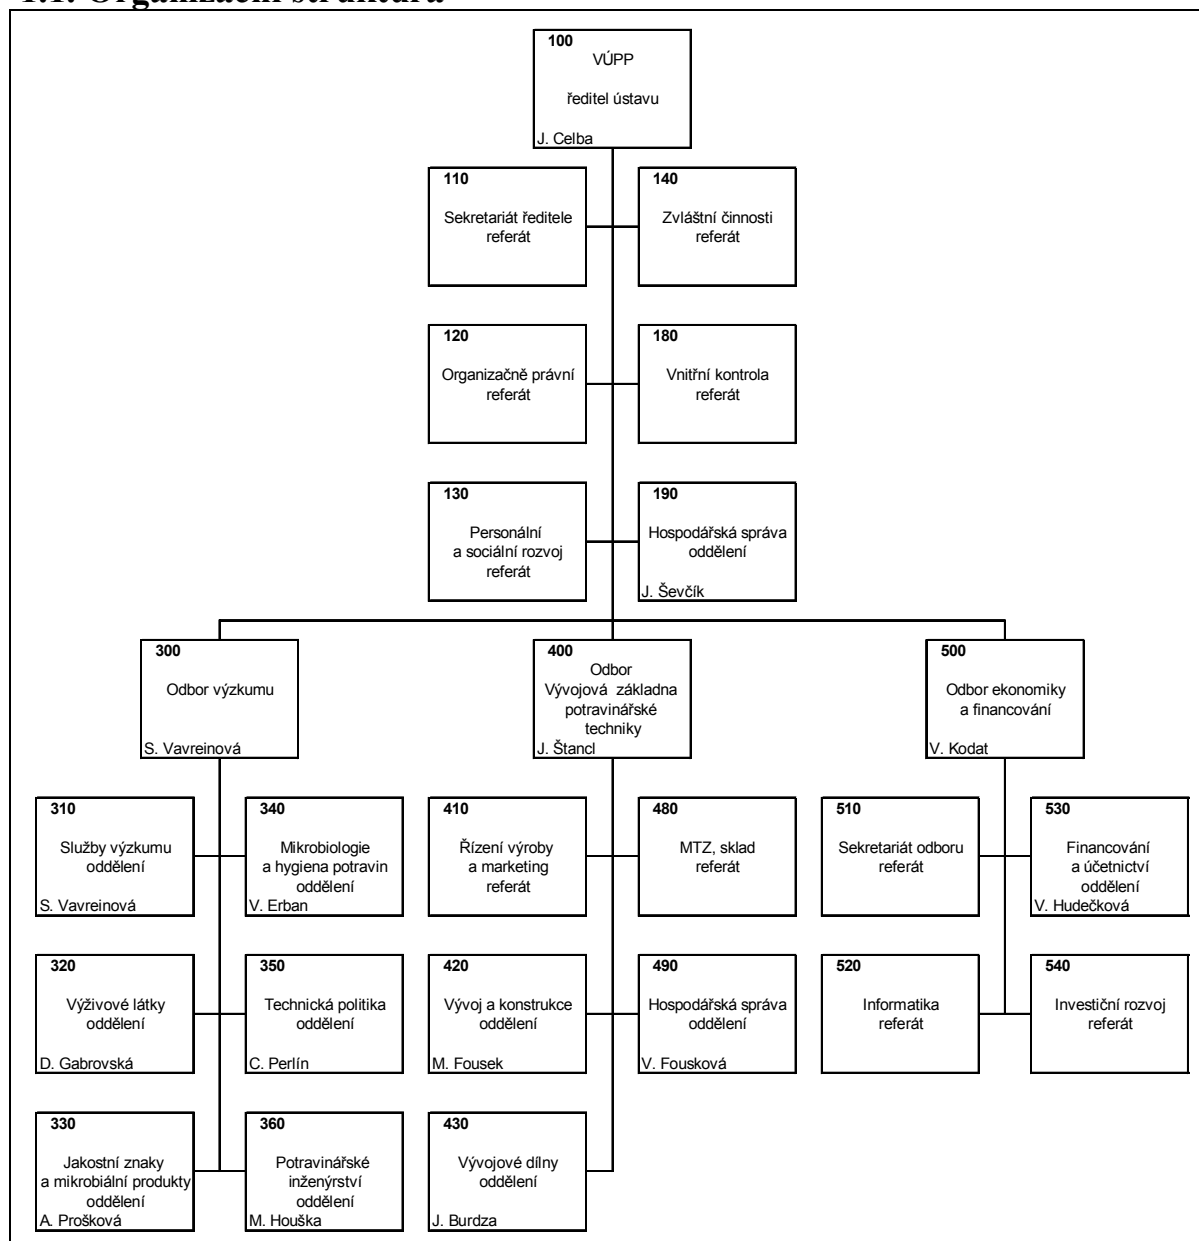 1.1. Organizační struktura
100
VÚPP
ředitel ústavu
J. Celba
110
Sekretariát ředitele
referát
140
Zvláštní činnosti
referát
120
Organizačně právní
referát
180
Vnitřní kontrola
referát
130
Personální
a sociální rozvoj
referát
190
Hospodářská správa
oddělení
J. Ševčík
300
Odbor výzkumu
S. Vavreinová
400
Odbor
Vývojová základna
potravinářské
techniky
J. Štancl
500
Odbor ekonomiky
a financování
V. Kodat
310
Služby výzkumu
oddělení
S. Vavreinová
340
Mikrobiologie
a hygiena potravin
oddělení
V. Erban
410
Řízení výroby
a marketing
referát
480
MTZ, sklad
referát
510
Sekretariát odboru
referát
530
Financování
a účetnictví
oddělení
V. Hudečková
320
Výživové látky
oddělení
D. Gabrovská
350
Technická politika
oddělení
C. Perlín
420
Vývoj a konstrukce
oddělení
M. Fousek
490
Hospodářská správa
oddělení
V. Fousková
520
Informatika
referát
540
Investiční rozvoj
referát
330
Jakostní znaky
a mikrobiální produkty
oddělení
A. Prošková
360
Potravinářské
inženýrství
oddělení
M. Houška
430
Vývojové dílny
oddělení
J. Burdza